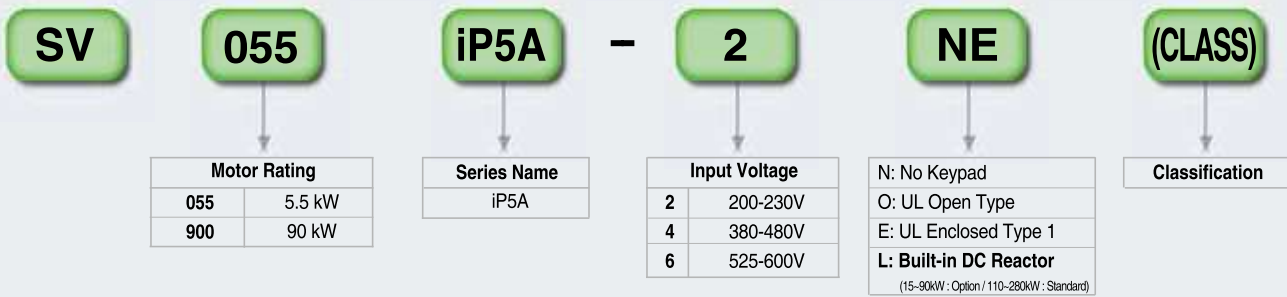 SV 055 iP5A – 2 NE (CLASS)
Motor Rating
055 5.5 kW
900 90 kW
Series Name
iP5A
Input Voltage
2 200-230V
4 380-480V
6 525-600V
N: No Keypad
O: UL Open Type
E: UL Enclosed Type 1
L: Built-in DC Reactor
(15~90kW : Option / 110~280kW : Standard)
Classification